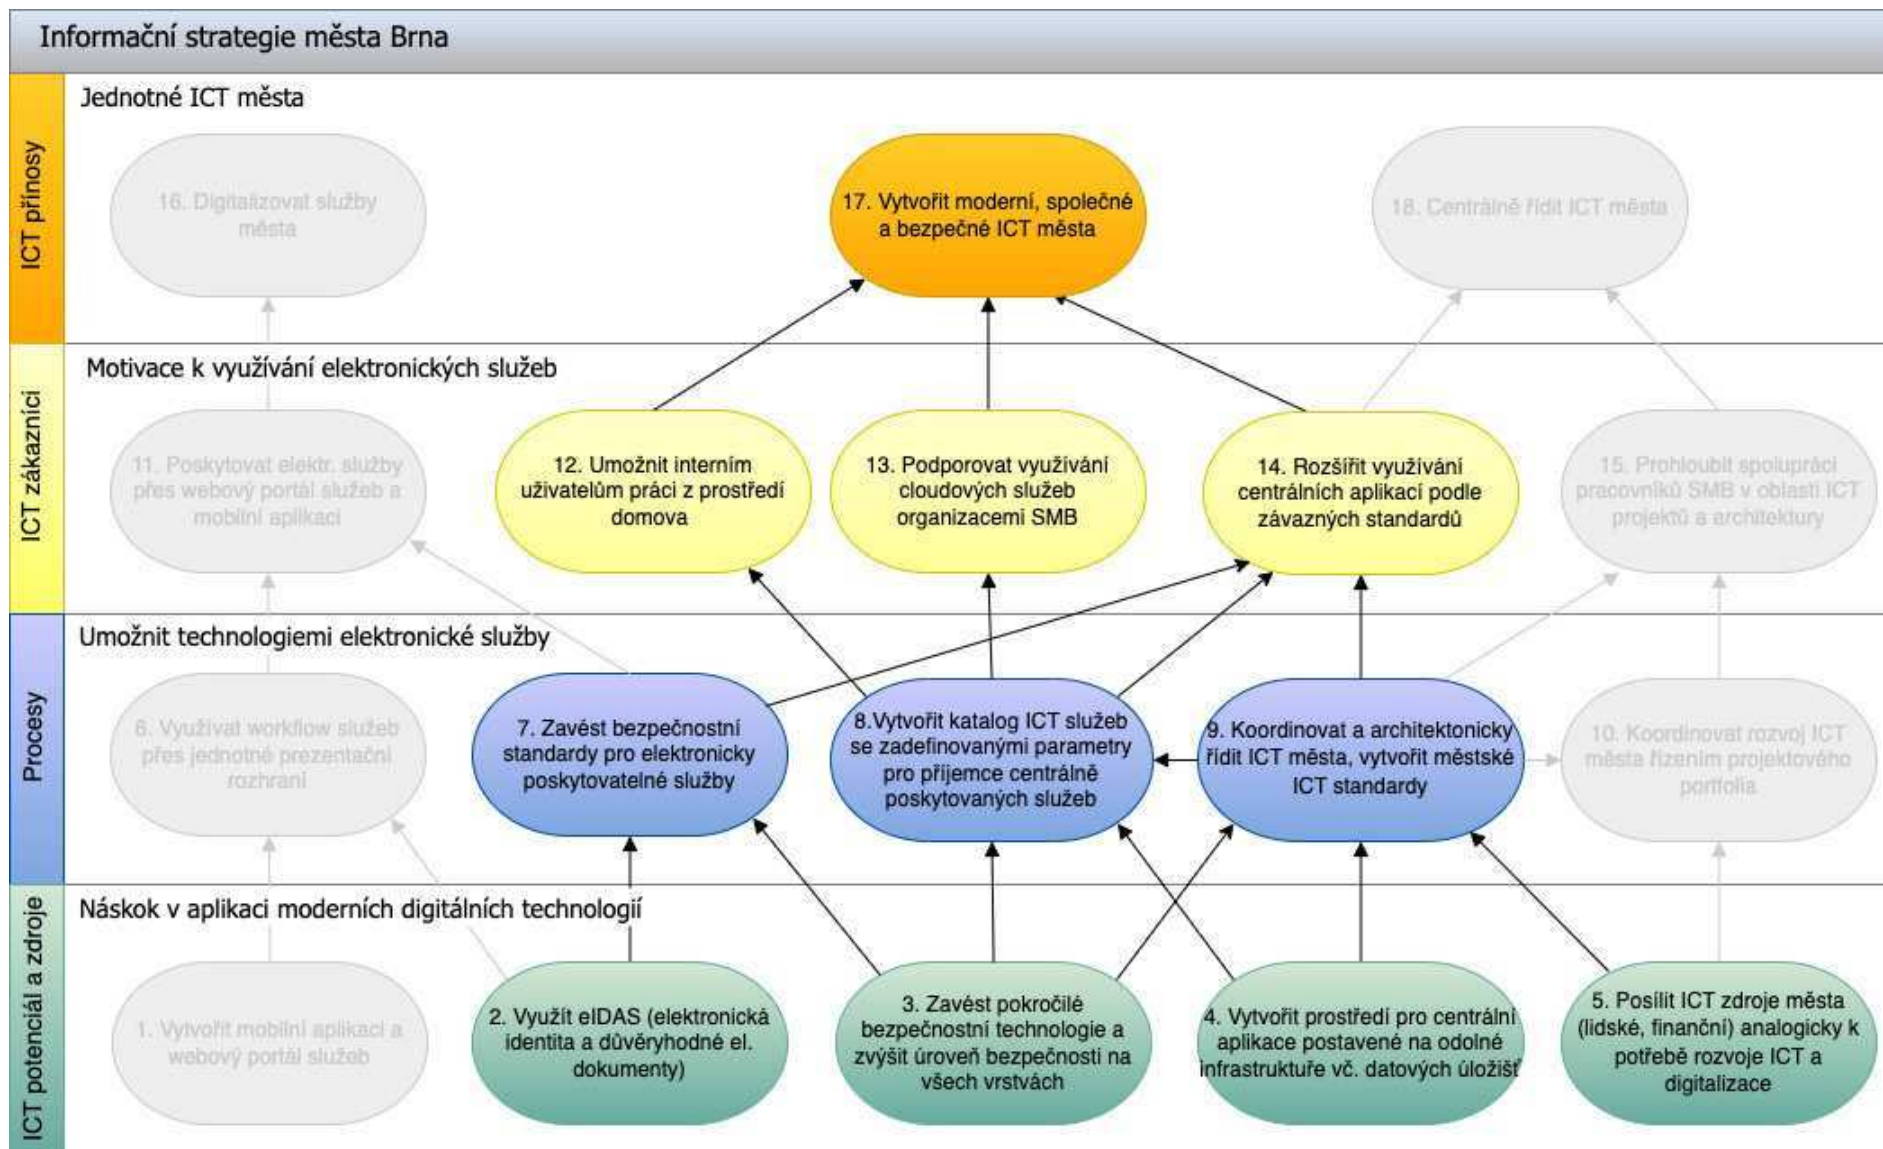 Informační strategie města Brna
ICT přínosy
Jednotné ICT města
16. Digitalizovat služby
města
17. Vytvořit moderní, společné
a bezpečné ICT města
18. Centrálně řídit ICT města
ICT zákazníci
Motivace k využívání elektronických služeb
11. Poskytovat elektr. služby
přes webový portál služeb a
mobilní aplikaci
12. Umožnit interním
uživatelům práci z prostředí
domova
13. Podporovat využívání
cloudových služeb
organizacemi SMB
14. Rozšířit využívání
centrálních aplikací podle
závazných standardů
15. Prohloubit spolupráci
pracovníků SMB v oblasti ICT
projektů a architektury
Procesy
Umožnit technologiemi elektronické služby
6. Využívat workflow služeb
přes jednotné prezentační
rozhraní
7. Zavést bezpečnostní
standardy pro elektronicky
poskytovatelné služby
8.Vytvořit katalog ICT služeb
se zadefinovanými parametry
pro příjemce centrálně
poskytovaných služeb
9. Koordinovat a architektonicky
řídit ICT města, vytvořit městské
ICT standardy
10. Koordinovat rozvoj ICT
města řízením projektového
portfolia
ICT potenciál a zdroje
Náskok v aplikaci moderních digitálních technologií
1. Vytvořit mobilní aplikaci a
webový portál služeb
2. Využít eIDAS (elektronická
identita a důvěryhodné el.
dokumenty)
3. Zavést pokročilé
bezpečnostní technologie a
zvýšit úroveň bezpečnosti na
všech vrstvách
4. Vytvořit prostředí pro centrální
aplikace postavené na odolné
infrastruktuře vč. datových úložišť
5. Posílit ICT zdroje města
(lidské, finanční) analogicky k
potřebě rozvoje ICT a
digitalizace